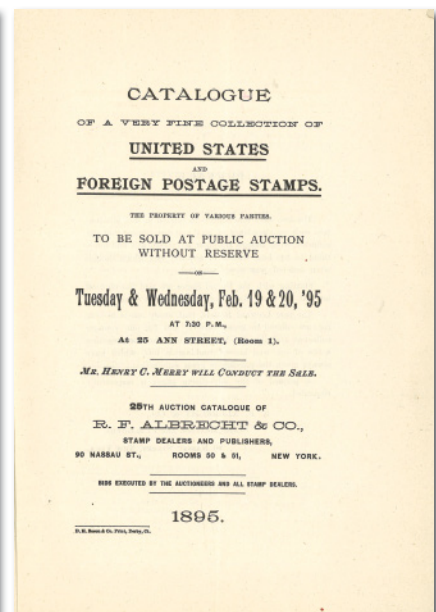 CATALOGUE
OF A VERY FINE COLLECTION OF
UNITED STATES
AND
FOREIGN POSTAGE STAMPS.
THE PROPERTY OF VARIOUS PARTIES.
TO BE SOLD AT PUBLIC AUCTION
WITHOUT RESERVE
—ON—
Tuesday & Wednesday, Feb. 19 & 20, '95
AT 7:30 P.M.,
At 25 ANN STREET, (Room 1).
MR. HENRY C. MERRY WILL CONDUCT THE SALE.
25TH AUCTION CATALOGUE OF
R. F. ALBRECHT & CO.,
STAMP DEALERS AND PUBLISHERS,
90 NASSAU ST., ROOMS 50 & 51, NEW YORK.
BIDS EXECUTED BY THE AUCTIONEERS AND ALL STAMP DEALERS.
1895.
& Co. Print, Derby, Ct.